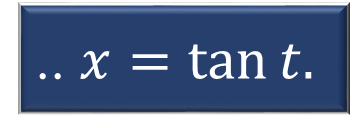 .. x = tan t.